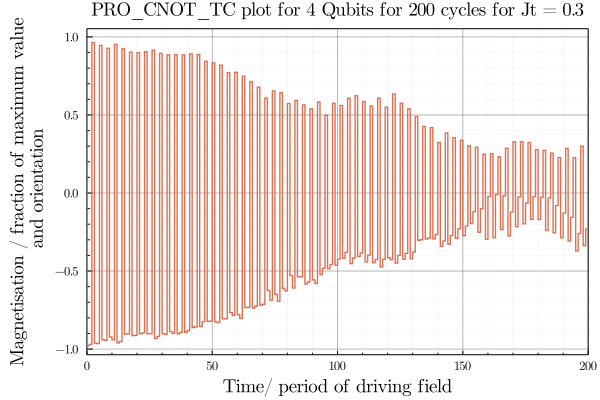 PRO_CNOT_TC plot for 4 Qubits for 200 cycles for Jt = 0.3
Magnetisation / fraction of maximum value
and orientation
1.0
0.5
0.0
−0.5
−1.0
0
50
100
150
200
Time/ period of driving field